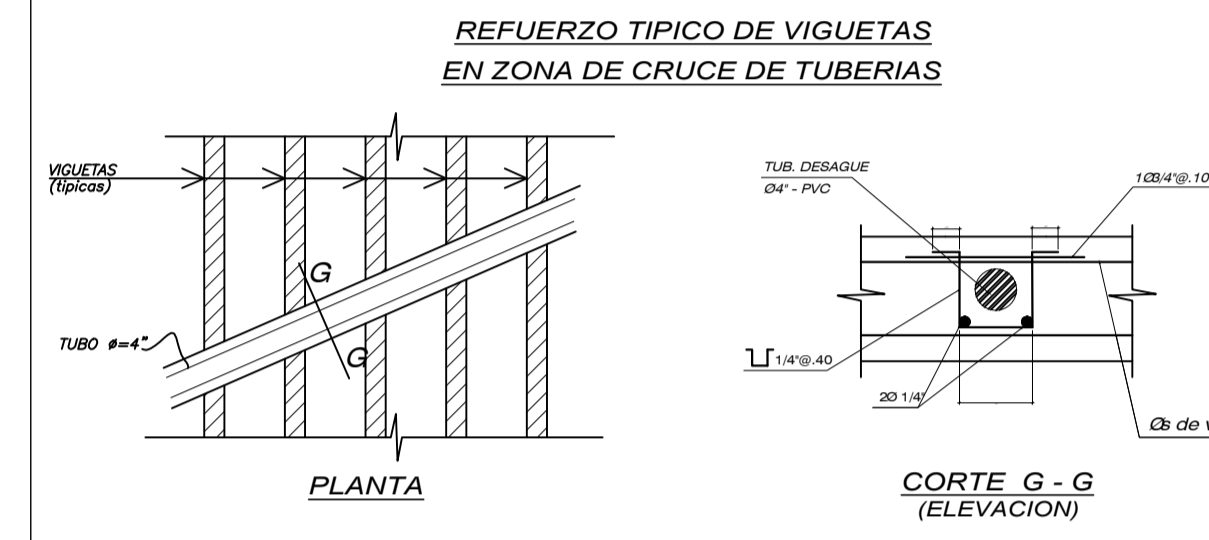 REFUERZO TIPICO DE VIGUETAS
EN ZONA DE CRUCE DE TUBERIAS
VIGUETAS
(tipicas)
G
G
TUBO ø=4"
PLANTA
TUB. DESAGUE
Ø4" - PVC
1Ø3/4"@.10
1/4"@.40
2Ø 1/4"
Øs de v
CORTE G - G
(ELEVACION)